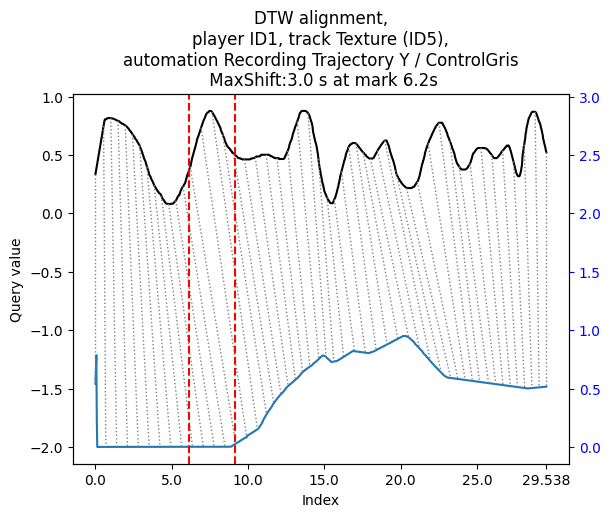 DTW alignment,
player ID1, track Texture (ID5),
automation Recording Trajectory Y / ControlGris
MaxShift:3.0 s at mark 6.2s
1.0
0.5
0.0
−0.5
−1.0
−1.5
−2.0
Query value
3.0
2.5
2.0
1.5
1.0
0.5
0.0
0.0 5.0 10.0 15.0 20.0 25.0 29.538
Index